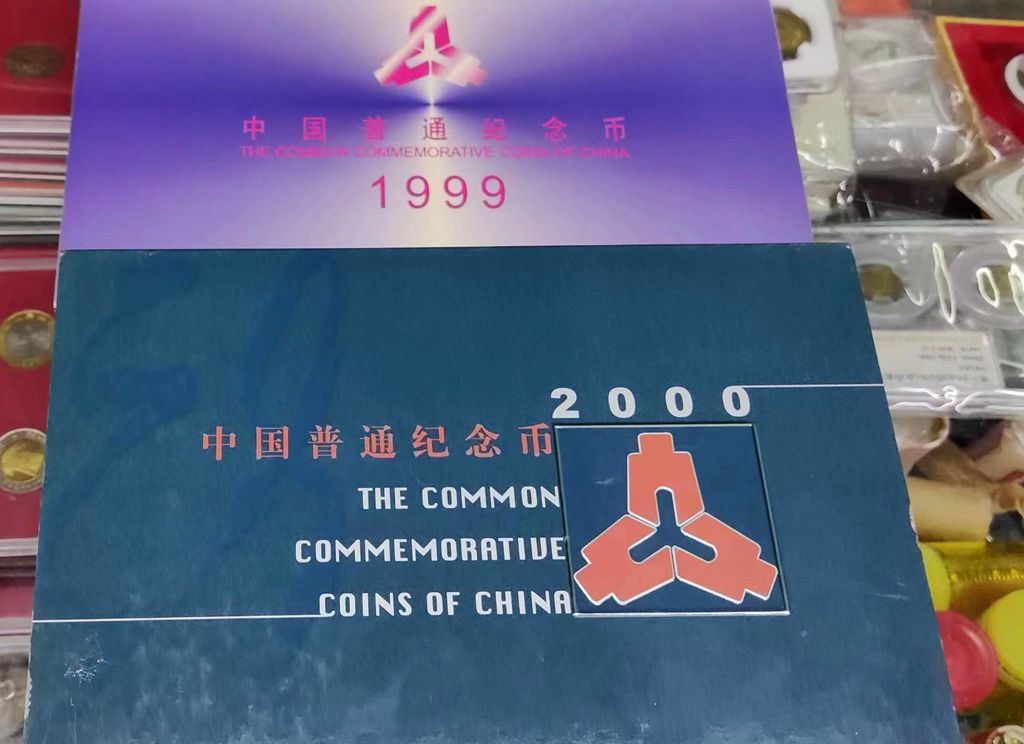 中国普通纪念币
THE COMMON COMMEMORATIVE COINS OF CHINA
1999
2000
中国普通纪念币
THE COMMON
COMMEMORATIVE
COINS OF CHINA